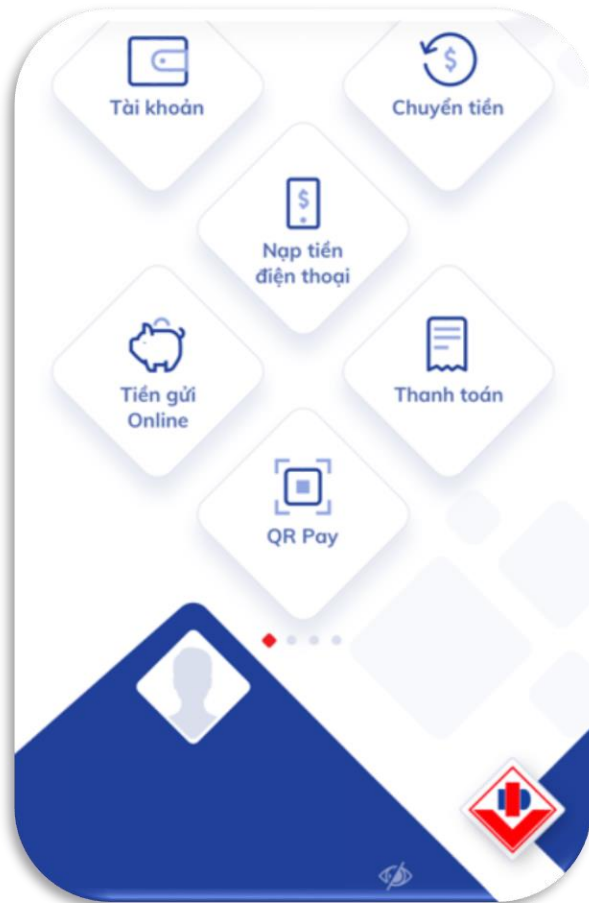 Tài khoản
Chuyển tiền
Nạp tiền
điện thoại
Tiền gửi
Online
Thanh toán
QR Pay